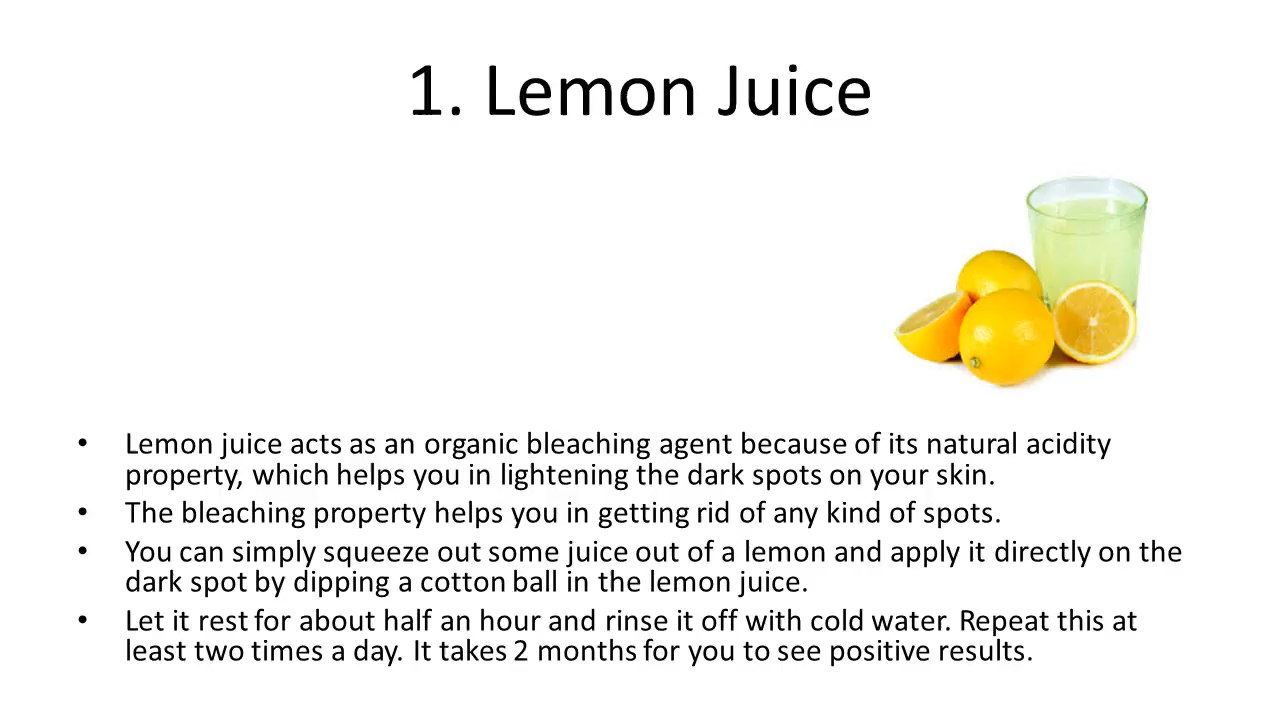 1. Lemon Juice
• Lemon juice acts as an organic bleaching agent because of its natural acidity
property, which helps you in lightening the dark spots on your skin.
• The bleaching property helps you in getting rid of any kind of spots.
• You can simply squeeze out some juice out of a lemon and apply it directly on the
dark spot by dipping a cotton ball in the lemon juice.
• Let it rest for about half an hour and rinse it off with cold water. Repeat this at
least two times a day. It takes 2 months for you to see positive results.